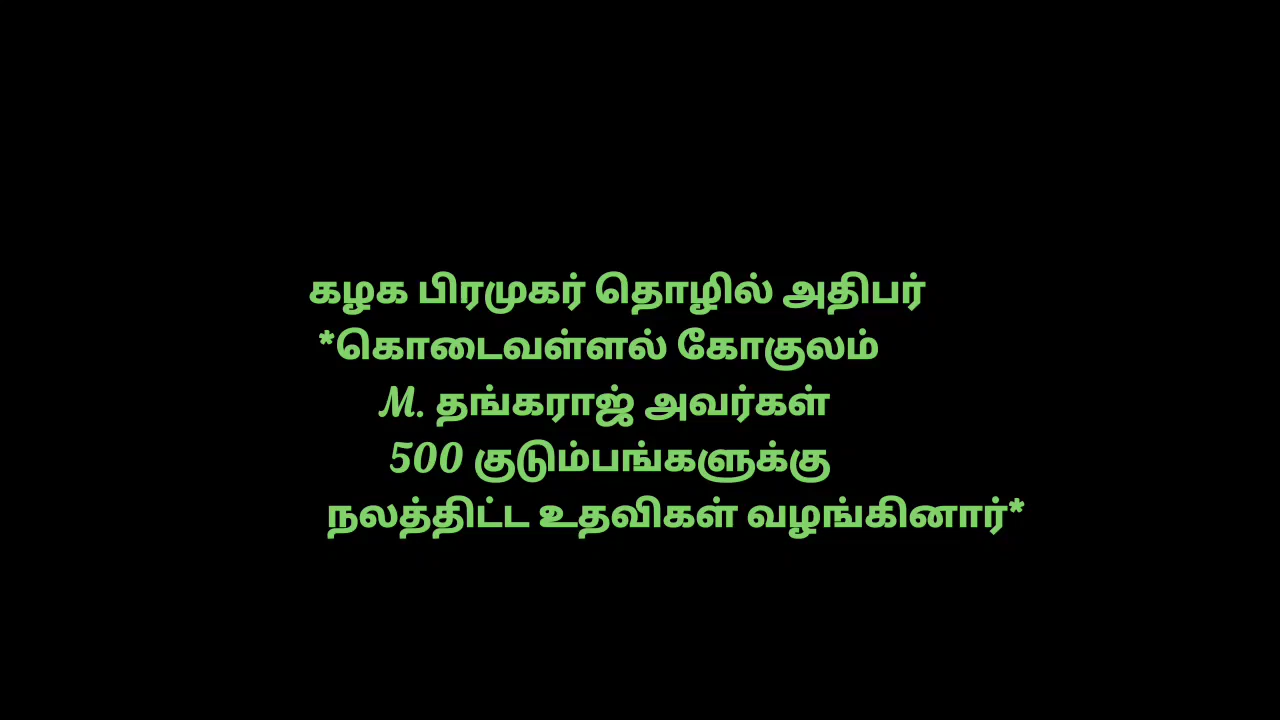 கழக பிரமுகர் தொழில் அதிபர்
*கொடைவள்ளல் கோகுலம்
M. தங்கராஜ் அவர்கள்
500 குடும்பங்களுக்கு
நலத்திட்ட உதவிகள் வழங்கினார்*